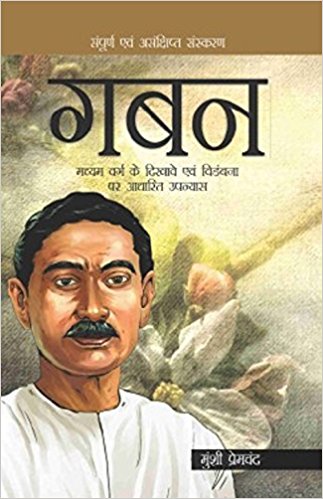 संपूर्ण एवं असंक्षिप्त संस्करण
गबन
मध्यम वर्ग के दिखावे एवं विडंबना
पर आधारित उपन्यास
मुंशी प्रेमचंद